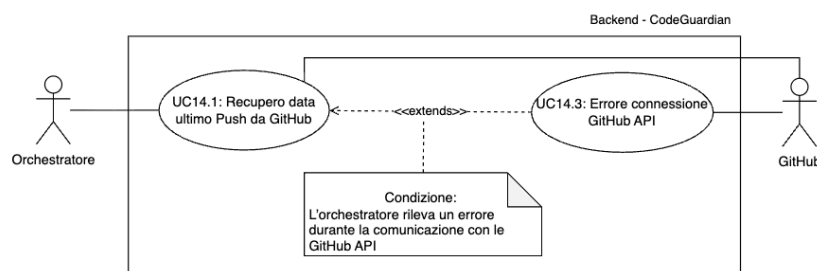 Backend - CodeGuardian
UC14.1: Recupero data
ultimo Push da GitHub
<<extends>>
UC14.3: Errore connessione
GitHub API
Orchestratore
GitHub
Condizione:
L'orchestratore rileva un errore
durante la comunicazione con le
GitHub API